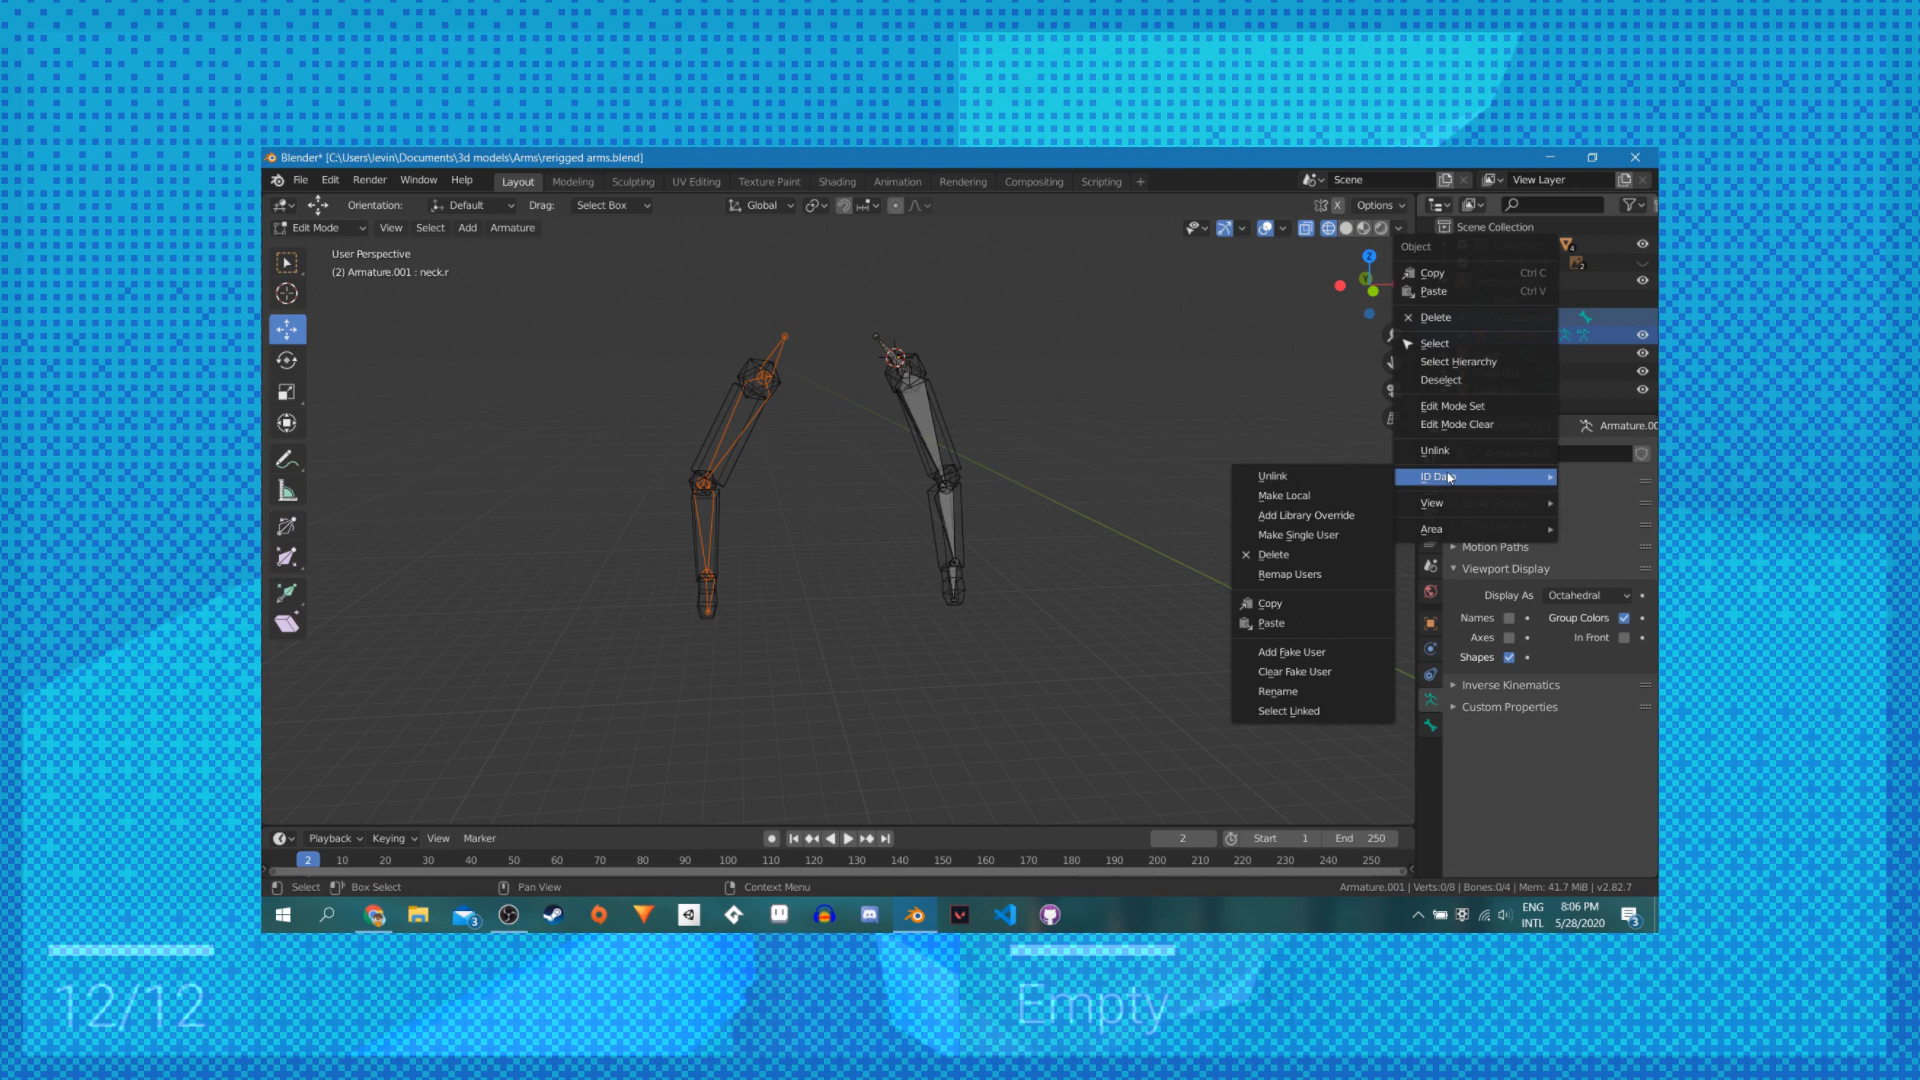 Blender* [C:\Users\levin\Documents\3d models\Arms\rerigged arms.blend]
File Edit Render Window Help Layout Modeling Sculpting UV Editing Texture Paint Shading Animation Rendering Compositing Scripting + Scene View Layer
Orientation: Default Drag: Select Box Global X Options
Edit Mode View Select Add Armature
Scene Collection
User Perspective
(2) Armature.001 : neck.r
Z
Y
Object
Copy Ctrl C
Paste Ctrl V
Delete
Select
Select Hierarchy
Deselect
Edit Mode Set
Edit Mode Clear
Unlink
ID Data
View
Area
4
2
Armature.00
Unlink
Make Local
Add Library Override
Make Single User
Delete
Remap Users
Copy
Paste
Add Fake User
Clear Fake User
Rename
Select Linked
Motion Paths
Viewport Display
Display As Octahedral
Names Group Colors
Axes In Front
Shapes
Inverse Kinematics
Custom Properties
Playback Keying View Marker 2 Start 1 End 250
2 10 20 30 40 50 60 70 80 90 100 110 120 130 140 150 160 170 180 190 200 210 220 230 240 250
Select Box Select Pan View Context Menu Armature.001 | Verts:0/8 | Bones:0/4 | Mem: 41.7 MiB | v2.82.7
3
ENG 8:06 PM
INTL 5/28/2020
3
12/12
Empty